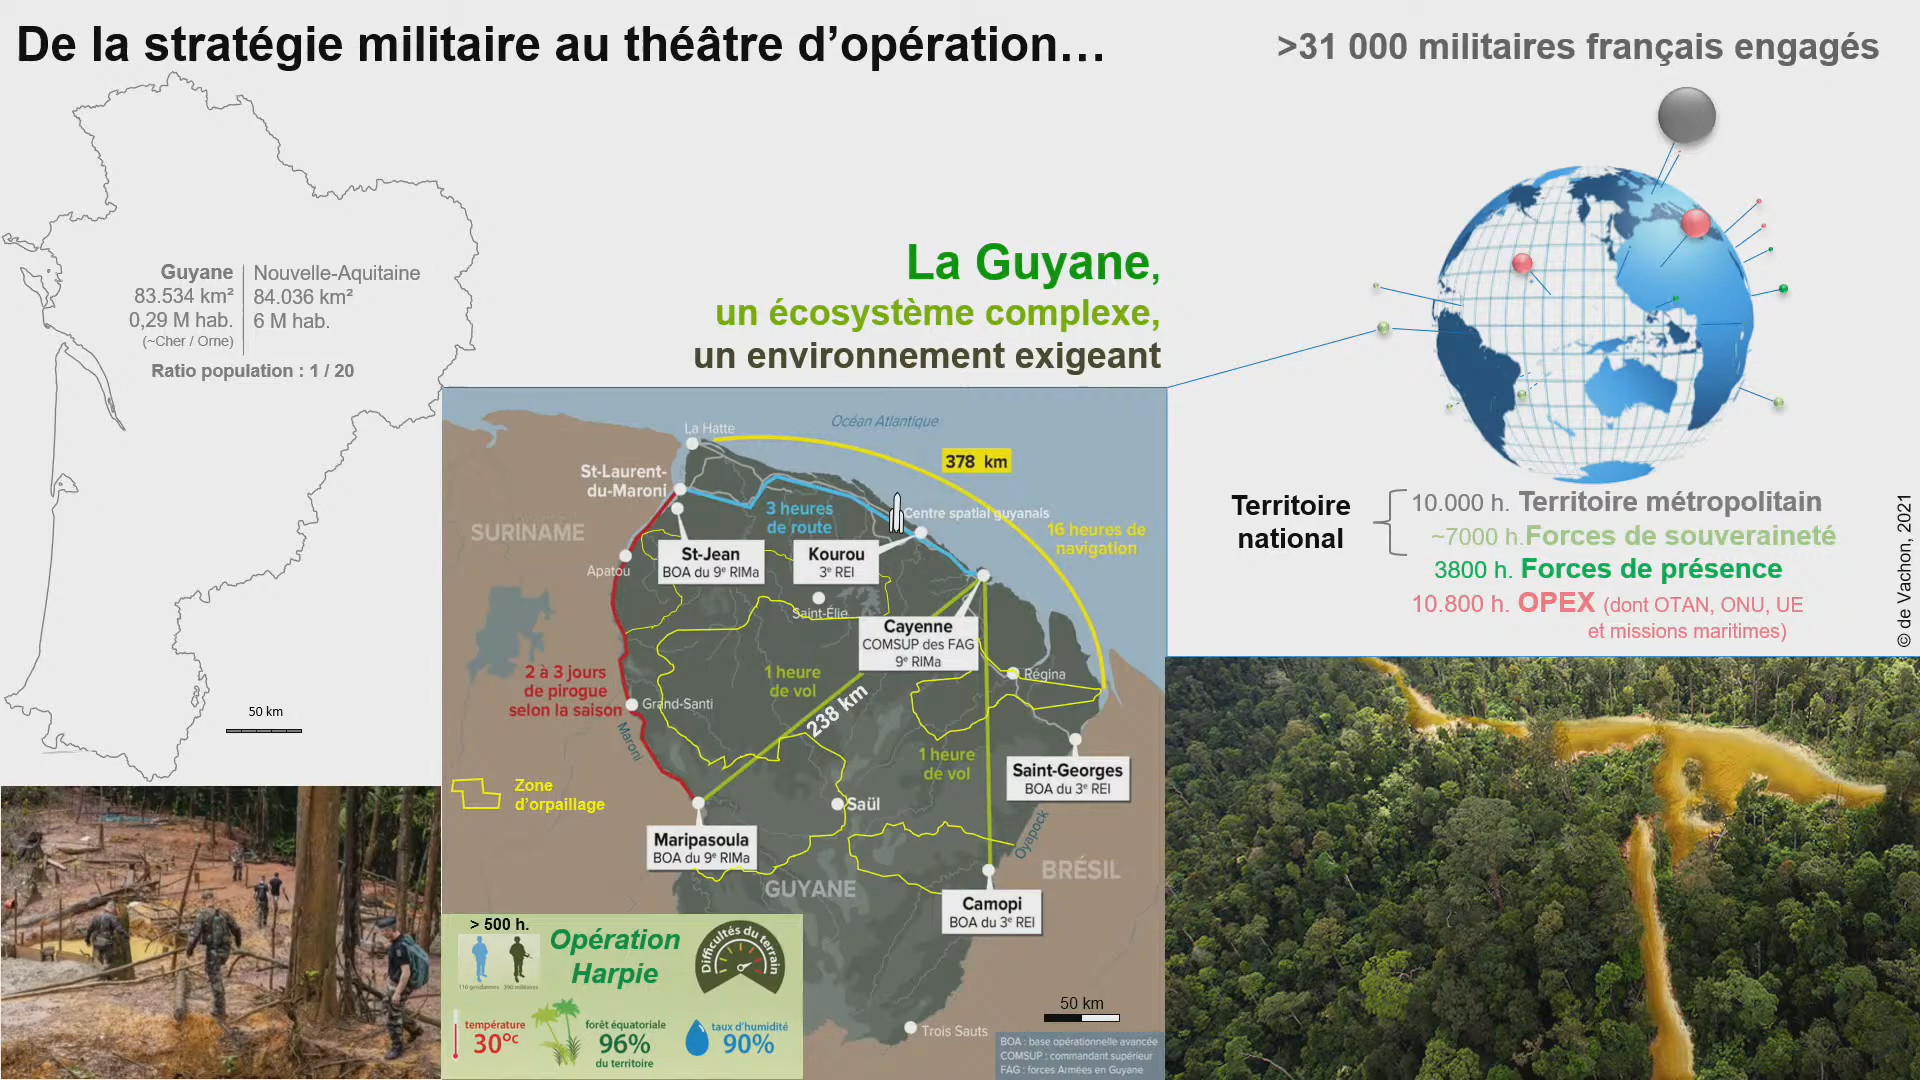 De la stratégie militaire au théâtre d’opération…
>31 000 militaires français engagés
Guyane
83.534 km²
0,29 M hab.
(~Cher / Orne)
Nouvelle-Aquitaine
84.036 km²
6 M hab.
Ratio population : 1 / 20
50 km
La Guyane,
un écosystème complexe,
un environnement exigeant
Océan Atlantique
La Hatte
378 km
St-Laurent-
du-Maroni
SURINAME
3 heures
de route
Centre spatial guyanais
16 heures de
navigation
St-Jean
BOA du 9e RIMa
Kourou
3e REI
Apatou
Saint-Élie
Cayenne
COMSUP des FAG
9e RIMa
2 à 3 jours
de pirogue
selon la saison
1 heure
de vol
238 km
Régina
Grand-Santi
Maroni
1 heure
de vol
Saint-Georges
BOA du 3e REI
Zone
d’orpaillage
Saül
Oyapock
Maripasoula
BOA du 9e RIMa
GUYANE
BRÉSIL
Camopi
BOA du 3e REI
Trois Sauts
50 km
BOA : base opérationnelle avancée
COMSUP : commandant supérieur
FAG : forces Armées en Guyane
> 500 h.
116 gendarmes
390 militaires
Opération
Harpie
Difficultés du terrain
température
30°C
forêt équatoriale
96%
du territoire
taux d’humidité
90%
Territoire
national
10.000 h. Territoire métropolitain
~7000 h.Forces de souveraineté
3800 h. Forces de présence
10.800 h. OPEX (dont OTAN, ONU, UE
et missions maritimes)
© de Vachon, 2021